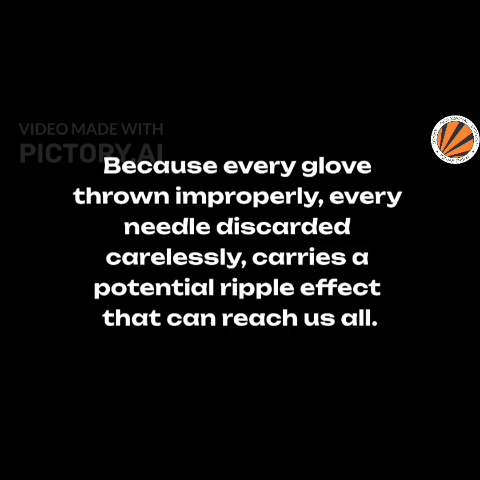 VIDEO MADE WITH
PICTORY.AI
Because every glove
thrown improperly, every
needle discarded
carelessly, carries a
potential ripple effect
that can reach us all.